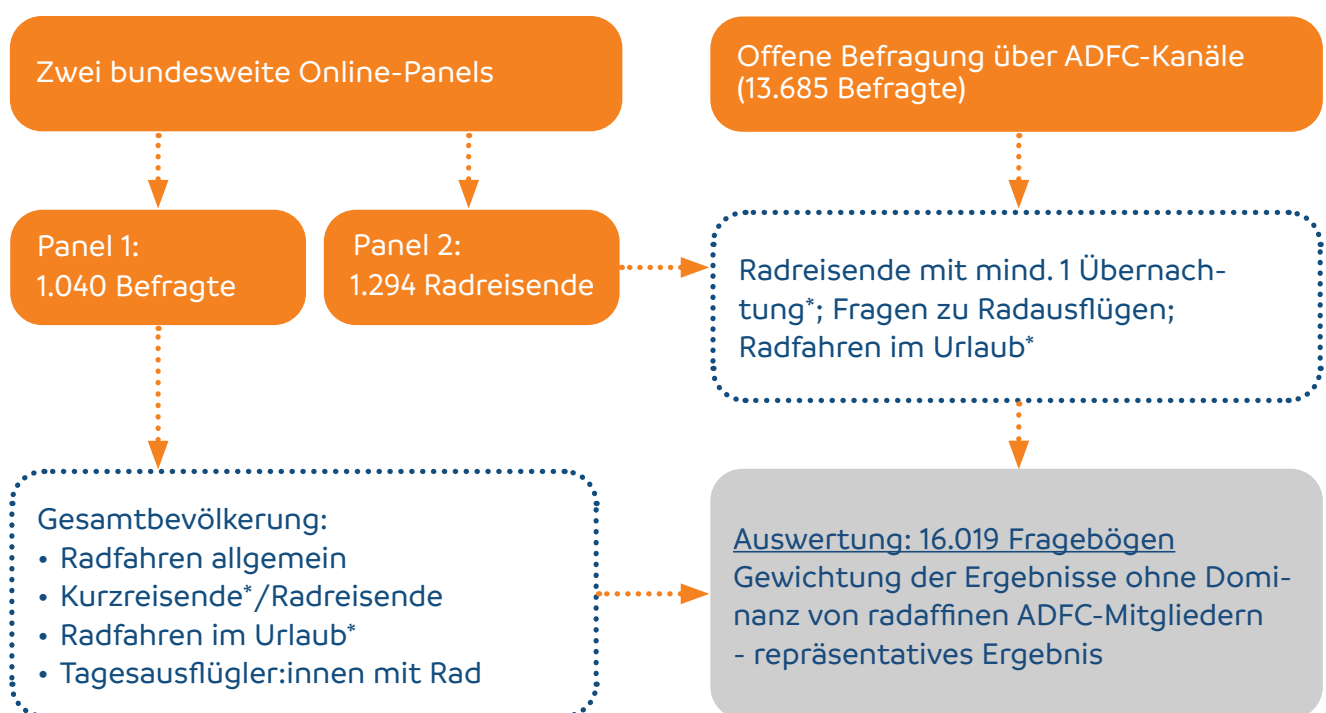 Zwei bundesweite Online-Panels
Offene Befragung über ADFC-Kanäle
(13.685 Befragte)
Panel 1:
1.040 Befragte
Panel 2:
1.294 Radreisende
Radreisende mit mind. 1 Übernach-
tung*; Fragen zu Radausflügen;
Radfahren im Urlaub*
Gesamtbevölkerung:
• Radfahren allgemein
• Kurzreisende*/Radreisende
• Radfahren im Urlaub*
• Tagesausflügler:innen mit Rad
Auswertung: 16.019 Fragebögen
Gewichtung der Ergebnisse ohne Domi-
nanz von radaffinen ADFC-Mitgliedern
- repräsentatives Ergebnis